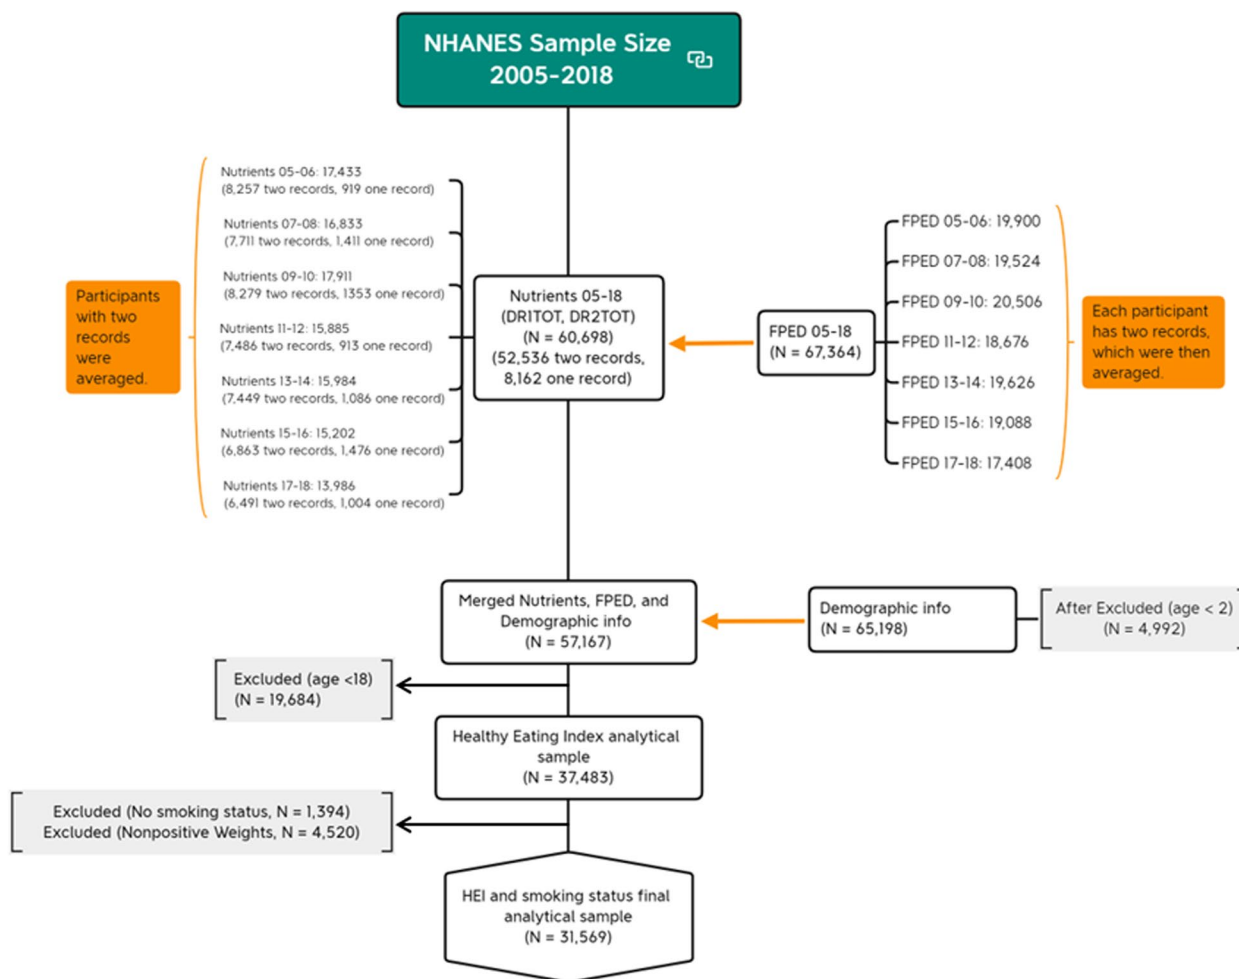 NHANES Sample Size
2005-2018
Nutrients 05-06: 17,433
(8,257 two records, 919 one record)
Nutrients 07-08: 16,833
(7,711 two records, 1,411 one record)
Nutrients 09-10: 17,911
(8,279 two records, 1353 one record)
Nutrients 11-12: 15,885
(7,486 two records, 913 one record)
Nutrients 13-14: 15,984
(7,449 two records, 1,086 one record)
Nutrients 15-16: 15,202
(6,863 two records, 1,476 one record)
Nutrients 17-18: 13,986
(6,491 two records, 1,004 one record)
Participants
with two
records
were
averaged.
Nutrients 05-18
(DR1TOT, DR2TOT)
(N = 60,698)
(52,536 two records,
8,162 one record)
FPED 05-18
(N = 67,364)
FPED 05-06: 19,900
FPED 07-08: 19,524
FPED 09-10: 20,506
FPED 11-12: 18,676
FPED 13-14: 19,626
FPED 15-16: 19,088
FPED 17-18: 17,408
Each participant
has two records,
which were then
averaged.
Merged Nutrients, FPED, and
Demographic info
(N = 57,167)
Demographic info
(N = 65,198)
After Excluded (age < 2)
(N = 4,992)
Excluded (age <18)
(N = 19,684)
Healthy Eating Index analytical
sample
(N = 37,483)
Excluded (No smoking status, N = 1,394)
Excluded (Nonpositive Weights, N = 4,520)
HEI and smoking status final
analytical sample
(N = 31,569)